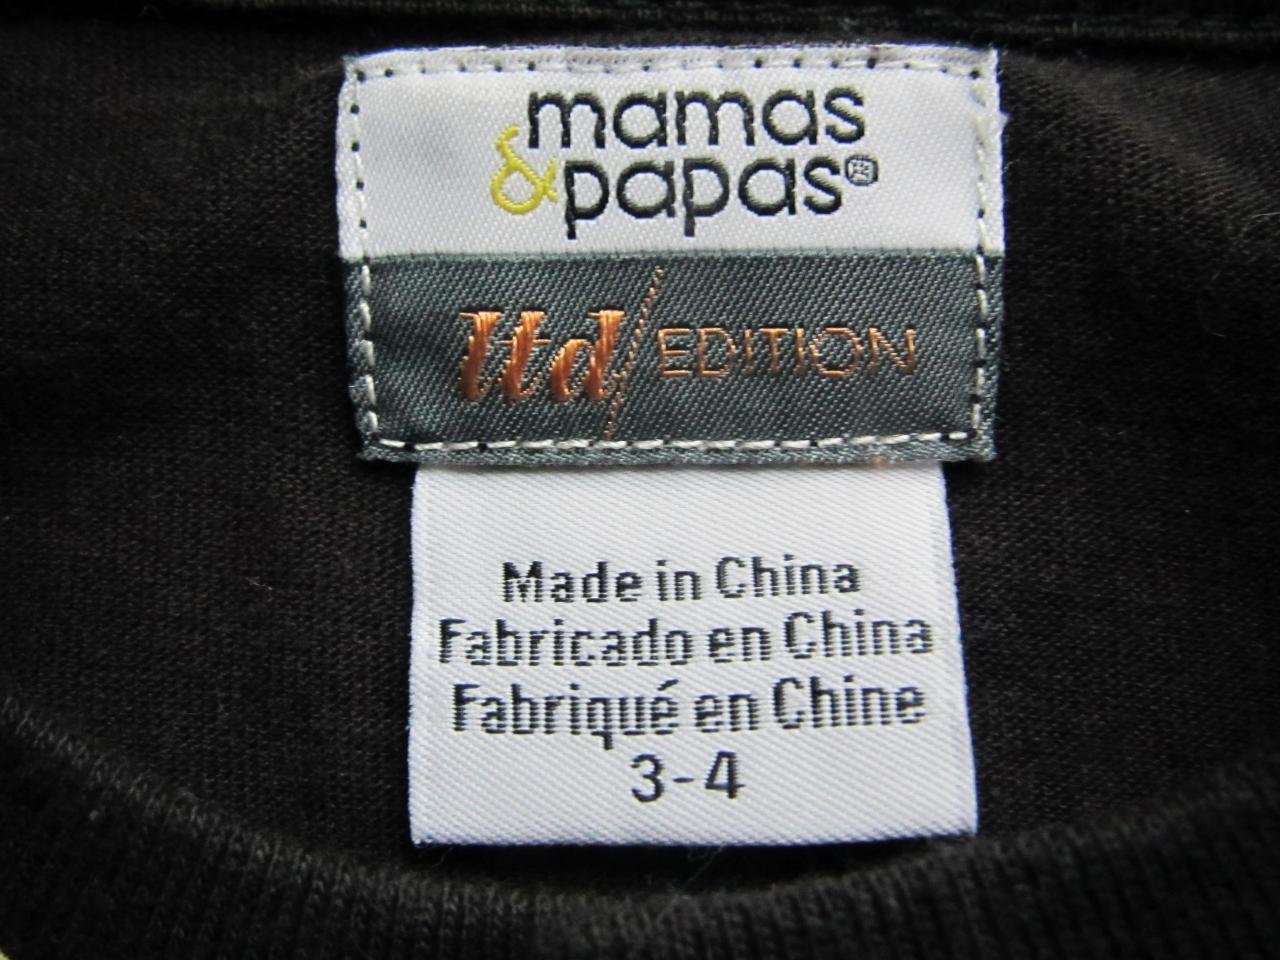 mamas
& papas®
ltd/EDITION
Made in China
Fabricado en China
Fabriqué en Chine
3-4